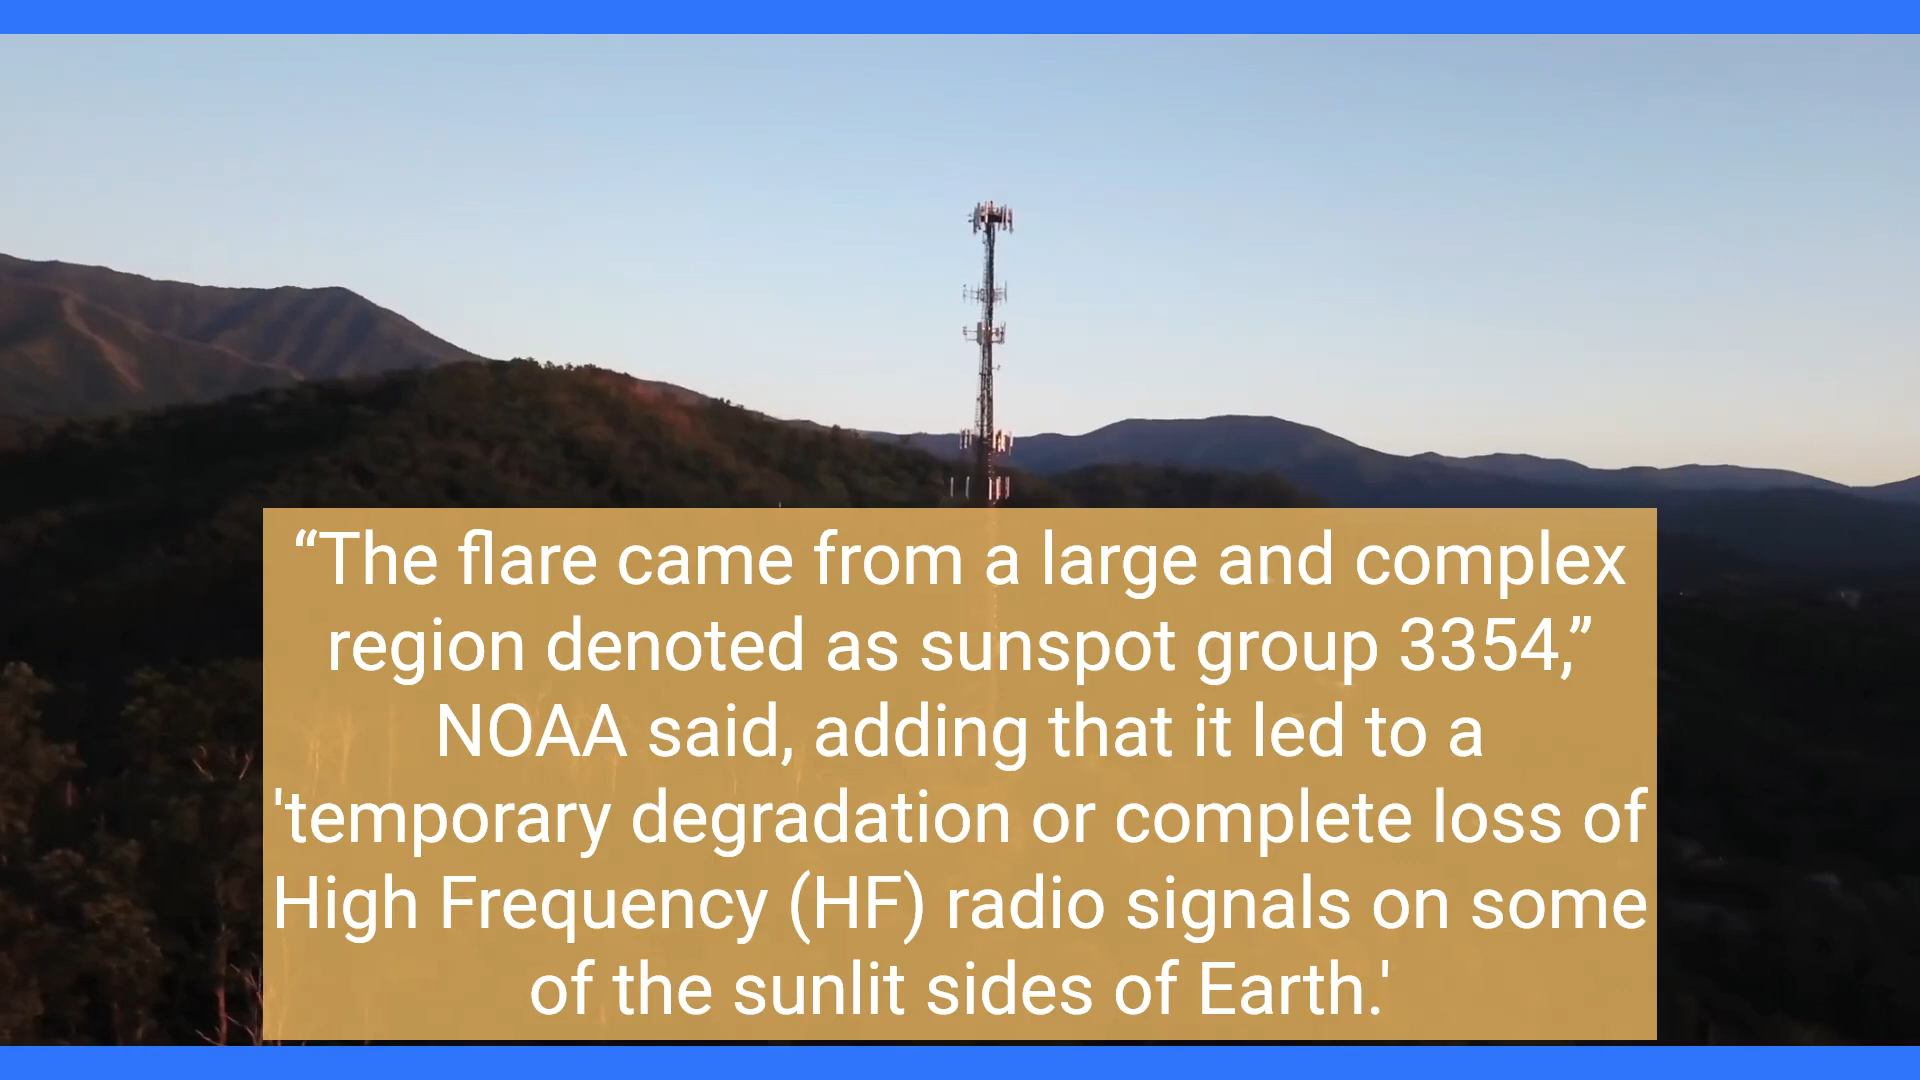 “The flare came from a large and complex
region denoted as sunspot group 3354,”
NOAA said, adding that it led to a
'temporary degradation or complete loss of
High Frequency (HF) radio signals on some
of the sunlit sides of Earth.'